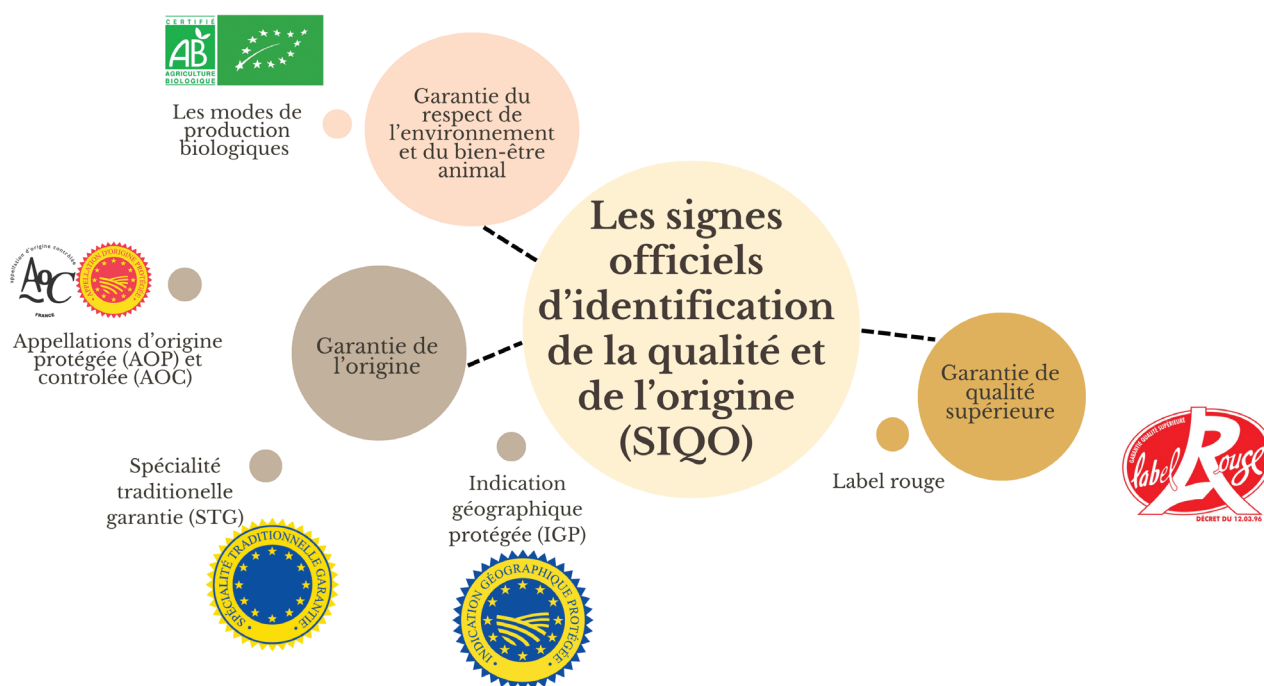 CERTIFIÉ
AB
AGRICULTURE
BIOLOGIQUE
Les modes de
production
biologiques
Garantie du
respect de
l'environnement
et du bien-être
animal
Les signes
officiels
d'identification
de la qualité et
de l'origine
(SIQO)
appellation d'origine contrôlée
AOC
FRANCE
APPELLATION D'ORIGINE PROTÉGÉE
Appellations d'origine
protégée (AOP) et
controlée (AOC)
Garantie de
l'origine
Garantie de
qualité
supérieure
Label rouge
GARANTIE QUALITÉ SUPÉRIEURE
label Rouge
DÉCRET DU 12.03.96
Spécialité
traditionelle
garantie (STG)
SPÉCIALITÉ TRADITIONNELLE GARANTIE
Indication
géographique
protégée (IGP)
INDICATION GÉOGRAPHIQUE PROTÉGÉE